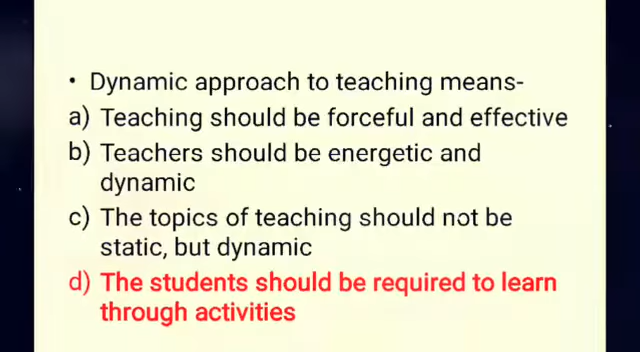 • Dynamic approach to teaching means-
a) Teaching should be forceful and effective
b) Teachers should be energetic and
dynamic
c) The topics of teaching should not be
static, but dynamic
d) The students should be required to learn
through activities